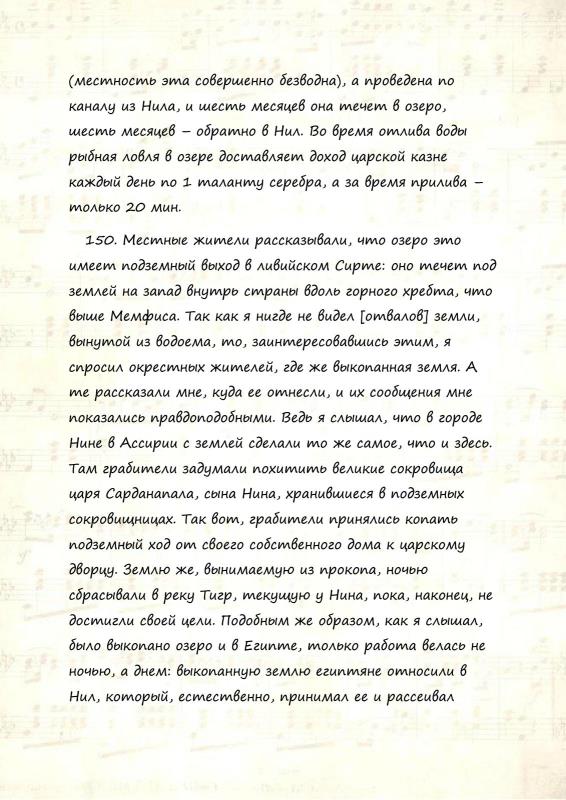 (местность эта совершенно безводна), а проведена по
каналу из Нила, и шесть месяцев она течет в озеро,
шесть месяцев – обратно в Нил. Во время отлива воды
рыбная ловля в озере доставляет доход царской казне
каждый день по 1 таланту серебра, а за время прилива –
только 20 мин.
150. Местные жители рассказывали, что озеро это
имеет подземный выход в ливийском Сирте: оно течет под
землей на запад внутрь страны вдоль горного хребта, что
выше Мемфиса. Так как я нигде не видел [отвалов] земли,
вынутой из водоема, то, заинтересовавшись этим, я
спросил окрестных жителей, где же выкопанная земля. А
те рассказали мне, куда ее отнесли, и их сообщения мне
показались правдоподобными. Ведь я слышал, что в городе
Нине в Ассирии с землей сделали то же самое, что и здесь.
Там грабители задумали похитить великие сокровища
царя Сарданапала, сына Нина, хранившиеся в подземных
сокровищницах. Так вот, грабители принялись копать
подземный ход от своего собственного дома к царскому
дворцу. Землю же, вынимаемую из прокопа, ночью
сбрасывали в реку Тигр, текущую у Нина, пока, наконец, не
достигли своей цели. Подобным же образом, как я слышал,
было выкопано озеро и в Египте, только работа велась не
ночью, а днем: выкопанную землю египтяне относили в
Нил, который, естественно, принимал ее и рассеивал